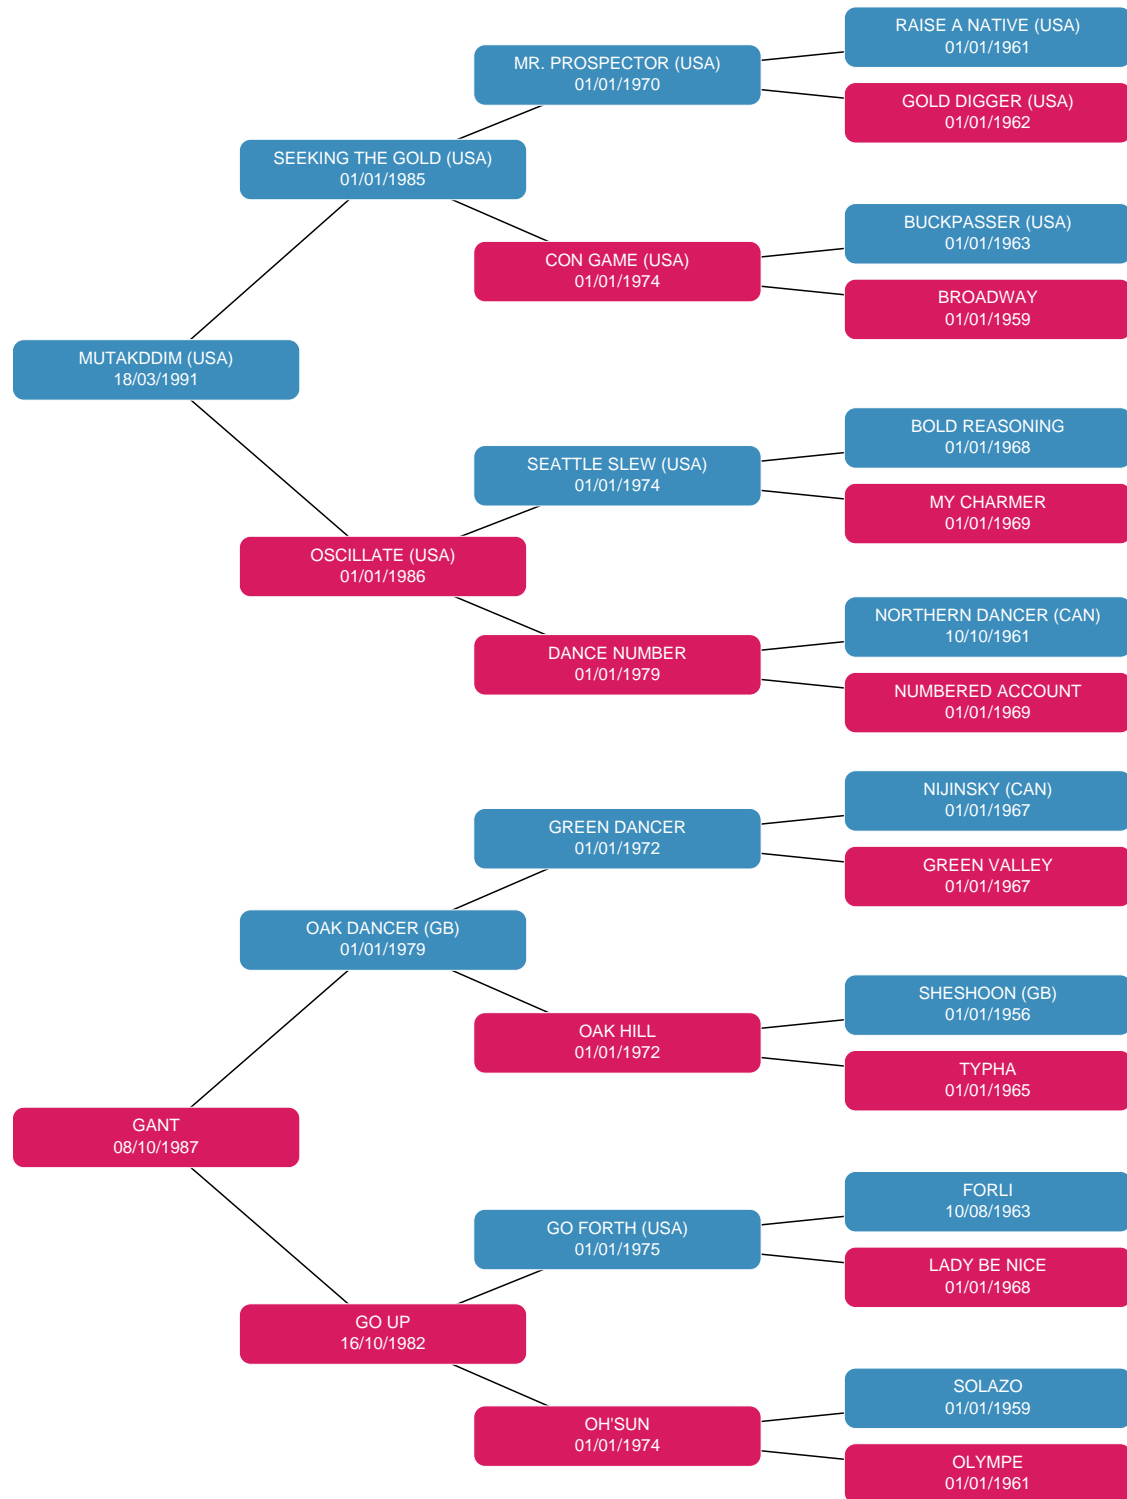 RAISE A NATIVE (USA)
01/01/1961
MR. PROSPECTOR (USA)
01/01/1970
GOLD DIGGER (USA)
01/01/1962
SEEKING THE GOLD (USA)
01/01/1985
BUCKPASSER (USA)
01/01/1963
CON GAME (USA)
01/01/1974
BROADWAY
01/01/1959
MUTAKDDIM (USA)
18/03/1991
BOLD REASONING
01/01/1968
SEATTLE SLEW (USA)
01/01/1974
MY CHARMER
01/01/1969
OSCILLATE (USA)
01/01/1986
NORTHERN DANCER (CAN)
10/10/1961
DANCE NUMBER
01/01/1979
NUMBERED ACCOUNT
01/01/1969
NIJINSKY (CAN)
01/01/1967
GREEN DANCER
01/01/1972
GREEN VALLEY
01/01/1967
OAK DANCER (GB)
01/01/1979
SHESHOON (GB)
01/01/1956
OAK HILL
01/01/1972
TYPHA
01/01/1965
GANT
08/10/1987
FORLI
10/08/1963
GO FORTH (USA)
01/01/1975
LADY BE NICE
01/01/1968
GO UP
16/10/1982
SOLAZO
01/01/1959
OH'SUN
01/01/1974
OLYMPE
01/01/1961